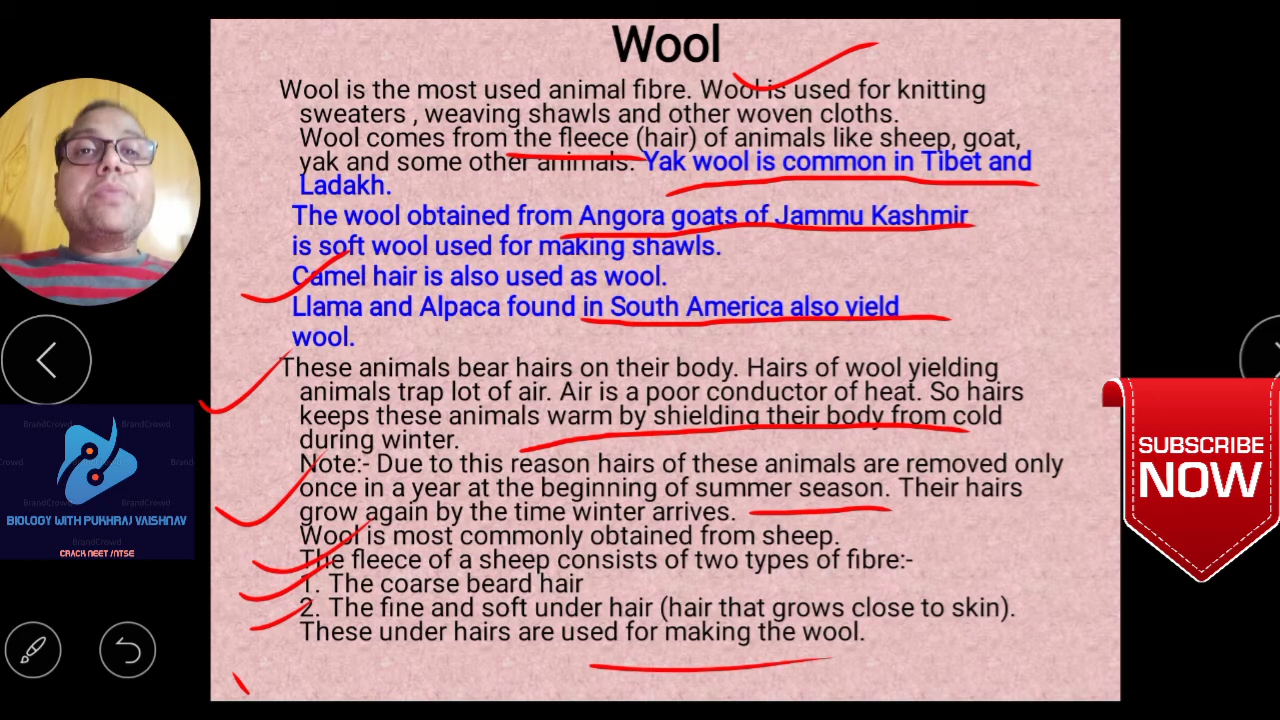 Wool
Wool is the most used animal fibre. Wool is used for knitting
sweaters , weaving shawls and other woven cloths.
Wool comes from the fleece (hair) of animals like sheep, goat,
yak and some other animals. Yak wool is common in Tibet and
Ladakh.
The wool obtained from Angora goats of Jammu Kashmir
is soft wool used for making shawls.
Camel hair is also used as wool.
Llama and Alpaca found in South America also yield
wool.
These animals bear hairs on their body. Hairs of wool yielding
animals trap lot of air. Air is a poor conductor of heat. So hairs
keeps these animals warm by shielding their body from cold
during winter.
Note:- Due to this reason hairs of these animals are removed only
once in a year at the beginning of summer season. Their hairs
grow again by the time winter arrives.
Wool is most commonly obtained from sheep.
The fleece of a sheep consists of two types of fibre:-
1. The coarse beard hair
2. The fine and soft under hair (hair that grows close to skin).
These under hairs are used for making the wool.
BrandCrowd BrandCrowd
Crowd Brand
BrandCrowd BrandCrowd
BIOLOGY WITH PUKHRAJ VAISHNAV
BrandCrowd
CRACK NEET /NTSE
SUBSCRIBE
NOW